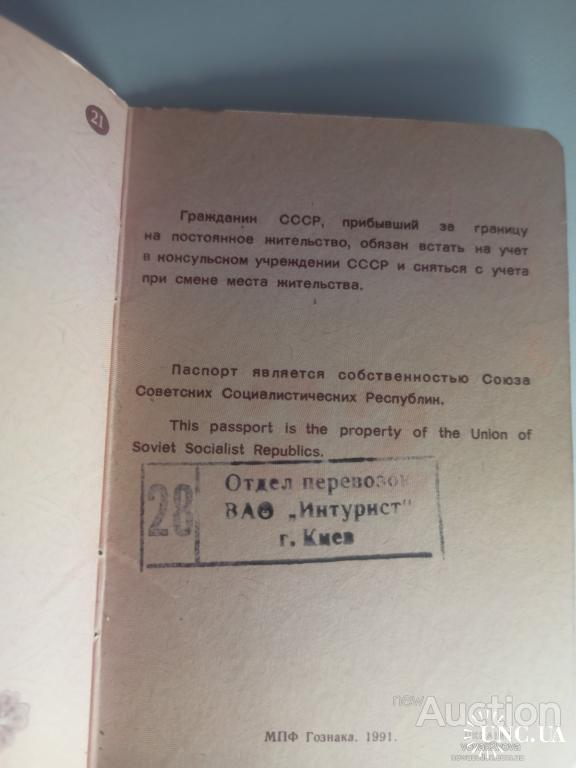 21
Гражданин СССР, прибывший за границу
на постоянное жительство, обязан встать на учет
в консульском учреждении СССР и сняться с учета
при смене места жительства.
Паспорт является собственностью Союза
Советских Социалистических Республик.
This passport is the property of the Union of
Soviet Socialist Republics.
28
Отдел перевозок
ВАО „Интурист"
г. Киев
МПФ Гознака. 1991.
new
Auction
UNC.UA